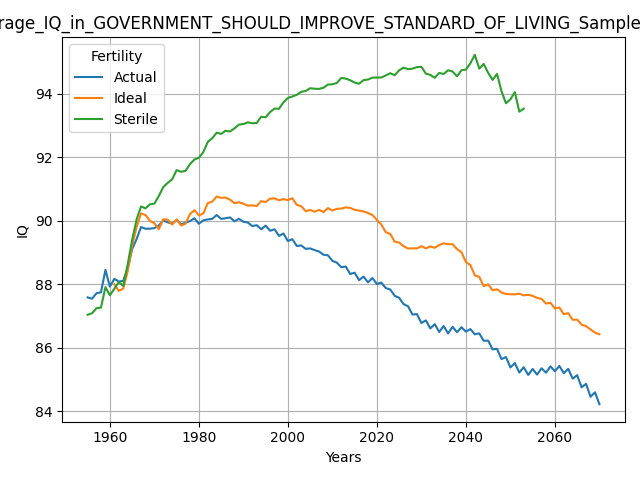 rage_IQ_in_GOVERNMENT_SHOULD_IMPROVE_STANDARD_OF_LIVING_Sample
Fertility
Actual
Ideal
Sterile
94
92
90
88
86
84
IQ
1960 1980 2000 2020 2040 2060
Years